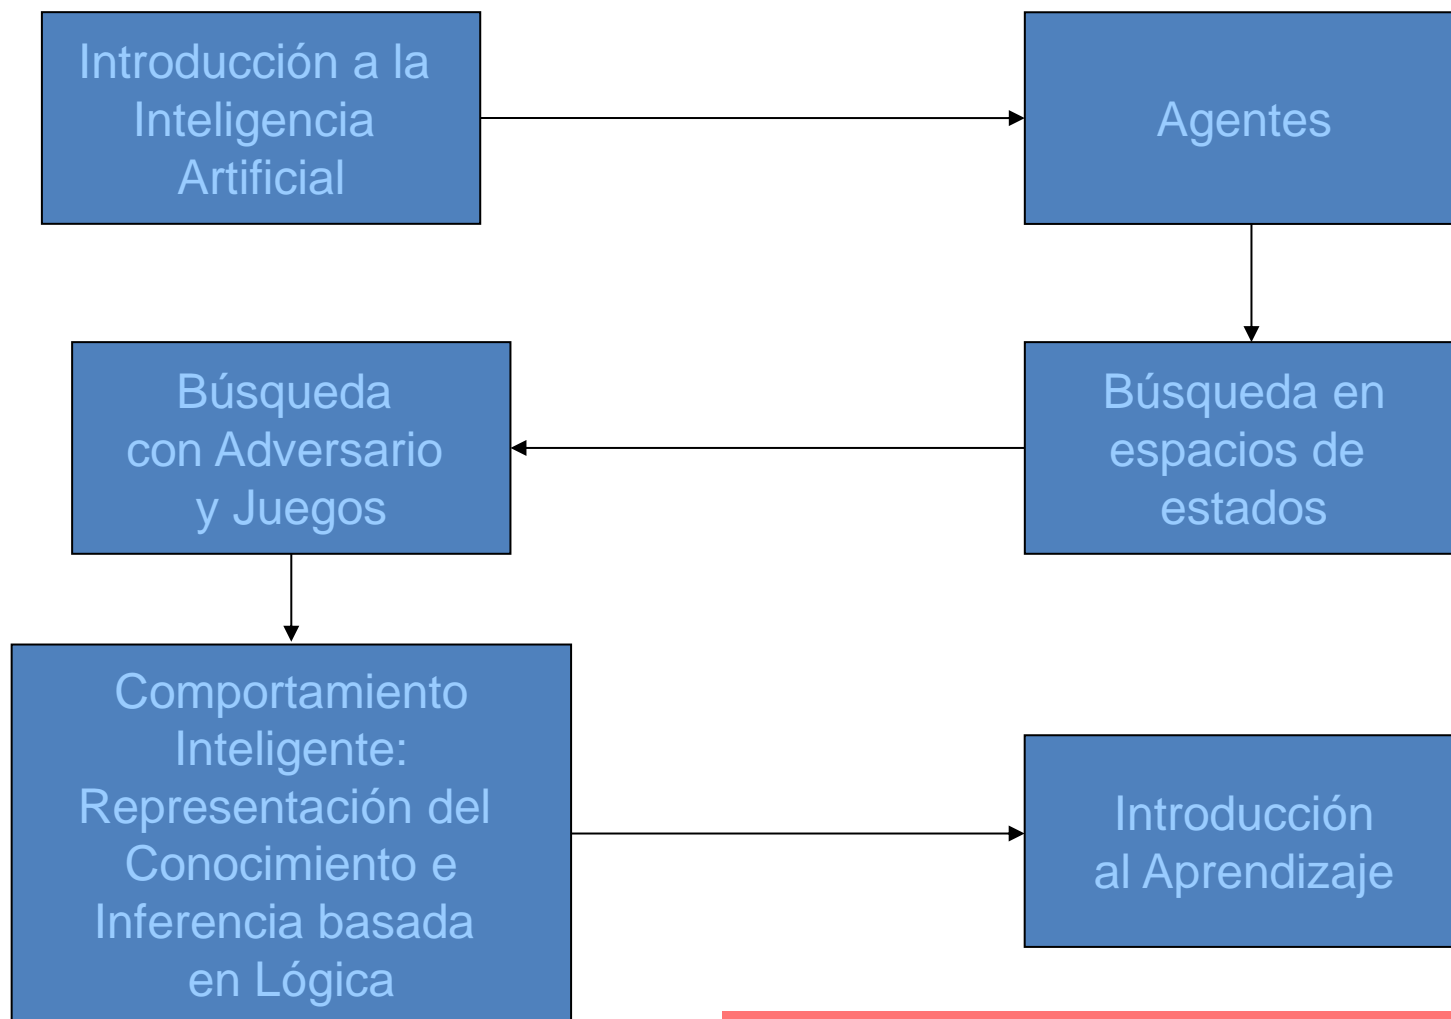 Introducción a la
Inteligencia
Artificial
Agentes
Búsqueda en
espacios de
estados
Búsqueda
con Adversario
y Juegos
Comportamiento
Inteligente:
Representación del
Conocimiento e
Inferencia basada
en Lógica
Introducción
al Aprendizaje